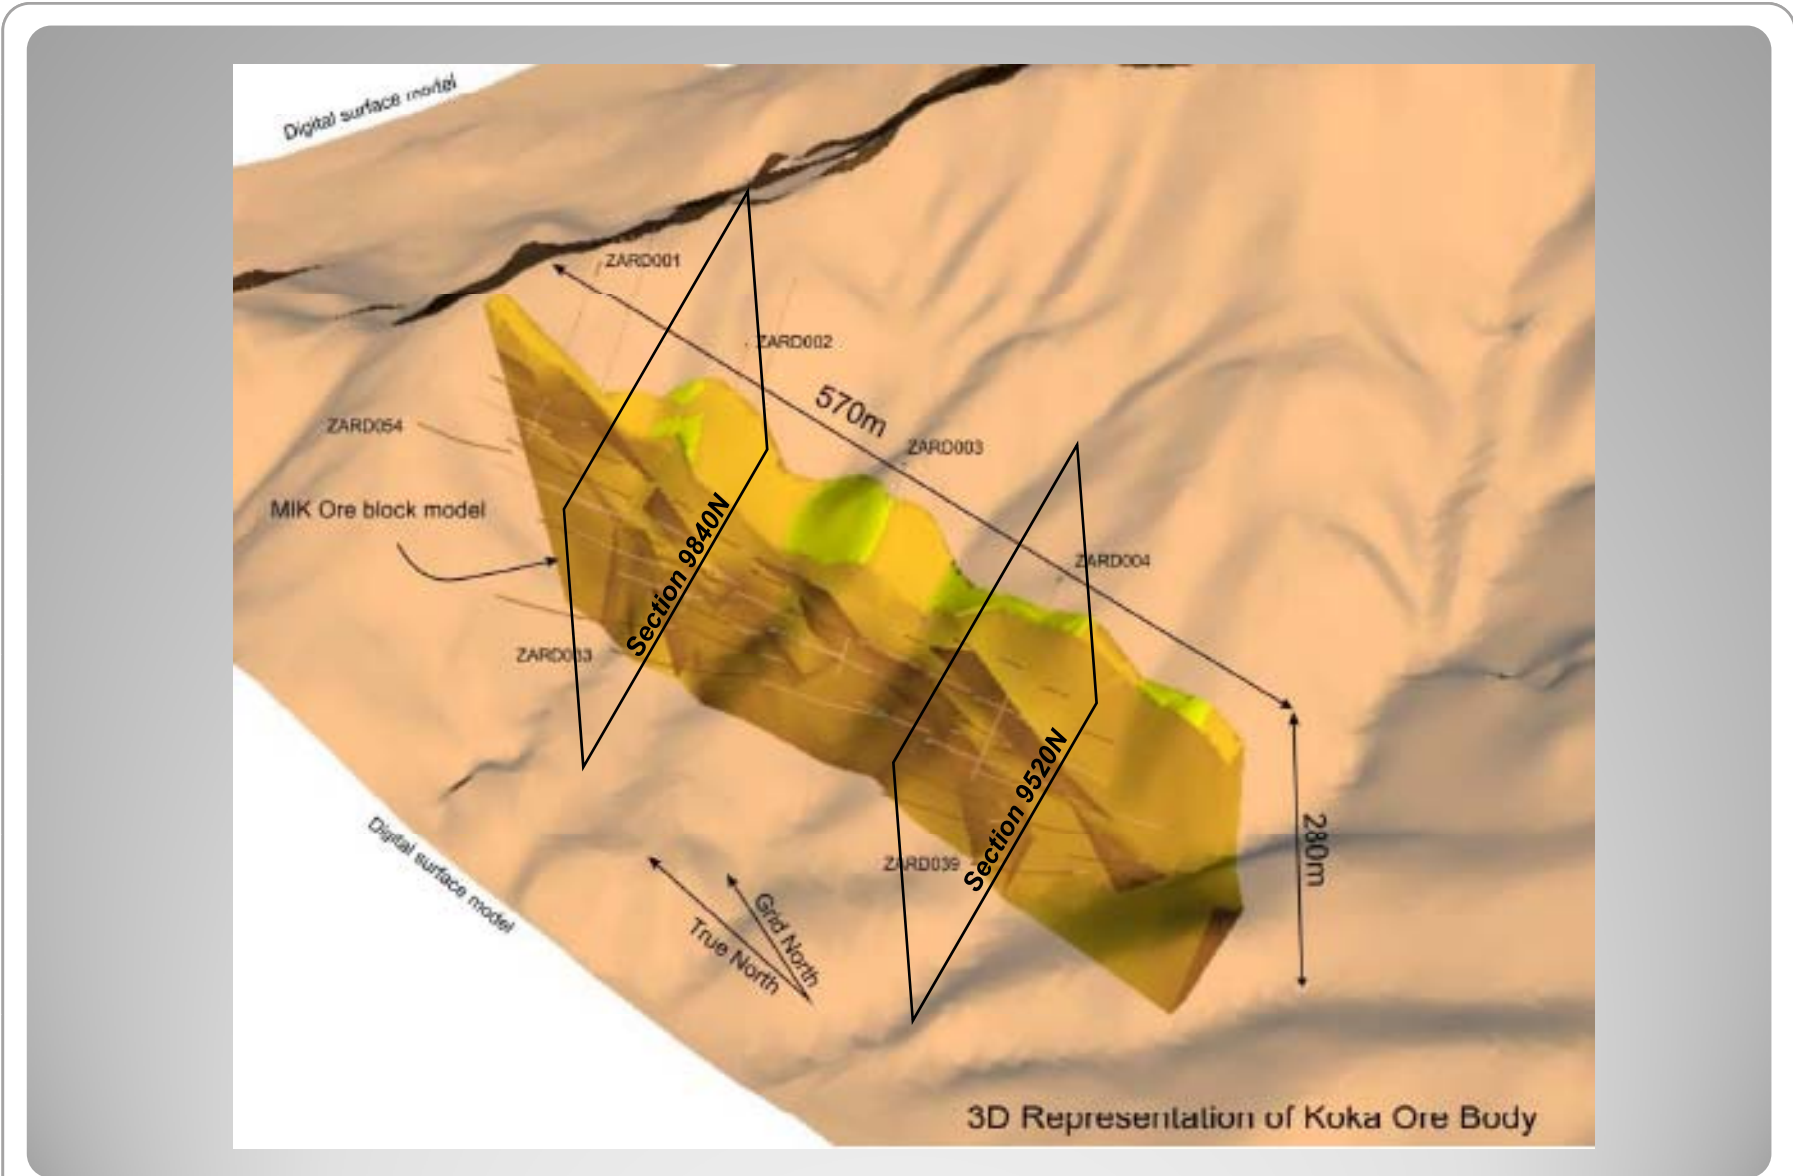 Digital surface model
ZARD001
ZARD002
570m
ZARD054
ZARD003
MIK Ore block model
Section 9840N
ZARD004
ZARD033
Section 9520N
280m
Digital surface model
ZARD039
Grid North
True North
3D Representation of Koka Ore Body